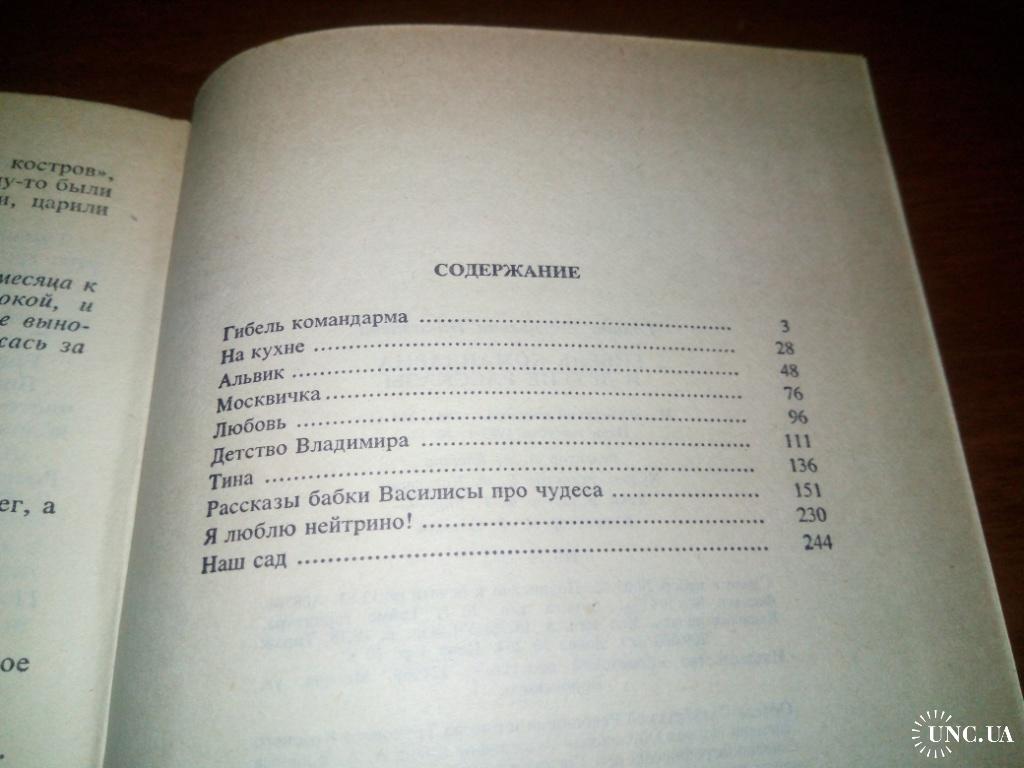 костров»,
у-то были
и, царили
месяца к
окой, и
е выно-
сась за
ег, а
ое
СОДЕРЖАНИЕ
Гибель командарма 3
На кухне 28
Альвик 48
Москвичка 76
Любовь 96
Детство Владимира 111
Тина 136
Рассказы бабки Василисы про чудеса 151
Я люблю нейтрино! 230
Наш сад 244
UNC.UA